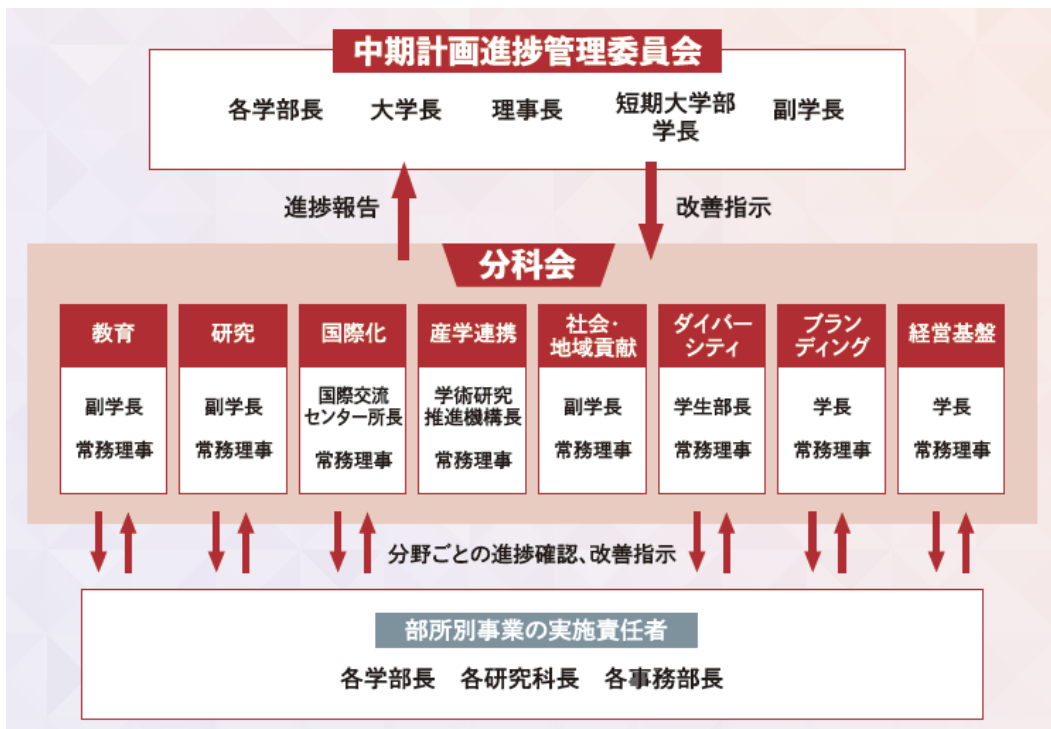 中期計画進捗管理委員会
各学部長 大学長 理事長 短期大学部 副学長
学長
進捗報告 改善指示
分科会
教育
副学長
常務理事
研究
副学長
常務理事
国際化
国際交流
センター所長
常務理事
産学連携
学術研究
推進機構長
常務理事
社会・
地域貢献
副学長
常務理事
ダイバー
シティ
学生部長
常務理事
ブラン
ディング
学長
常務理事
経営基盤
学長
常務理事
分野ごとの進捗確認、改善指示
部所別事業の実施責任者
各学部長 各研究科長 各事務部長